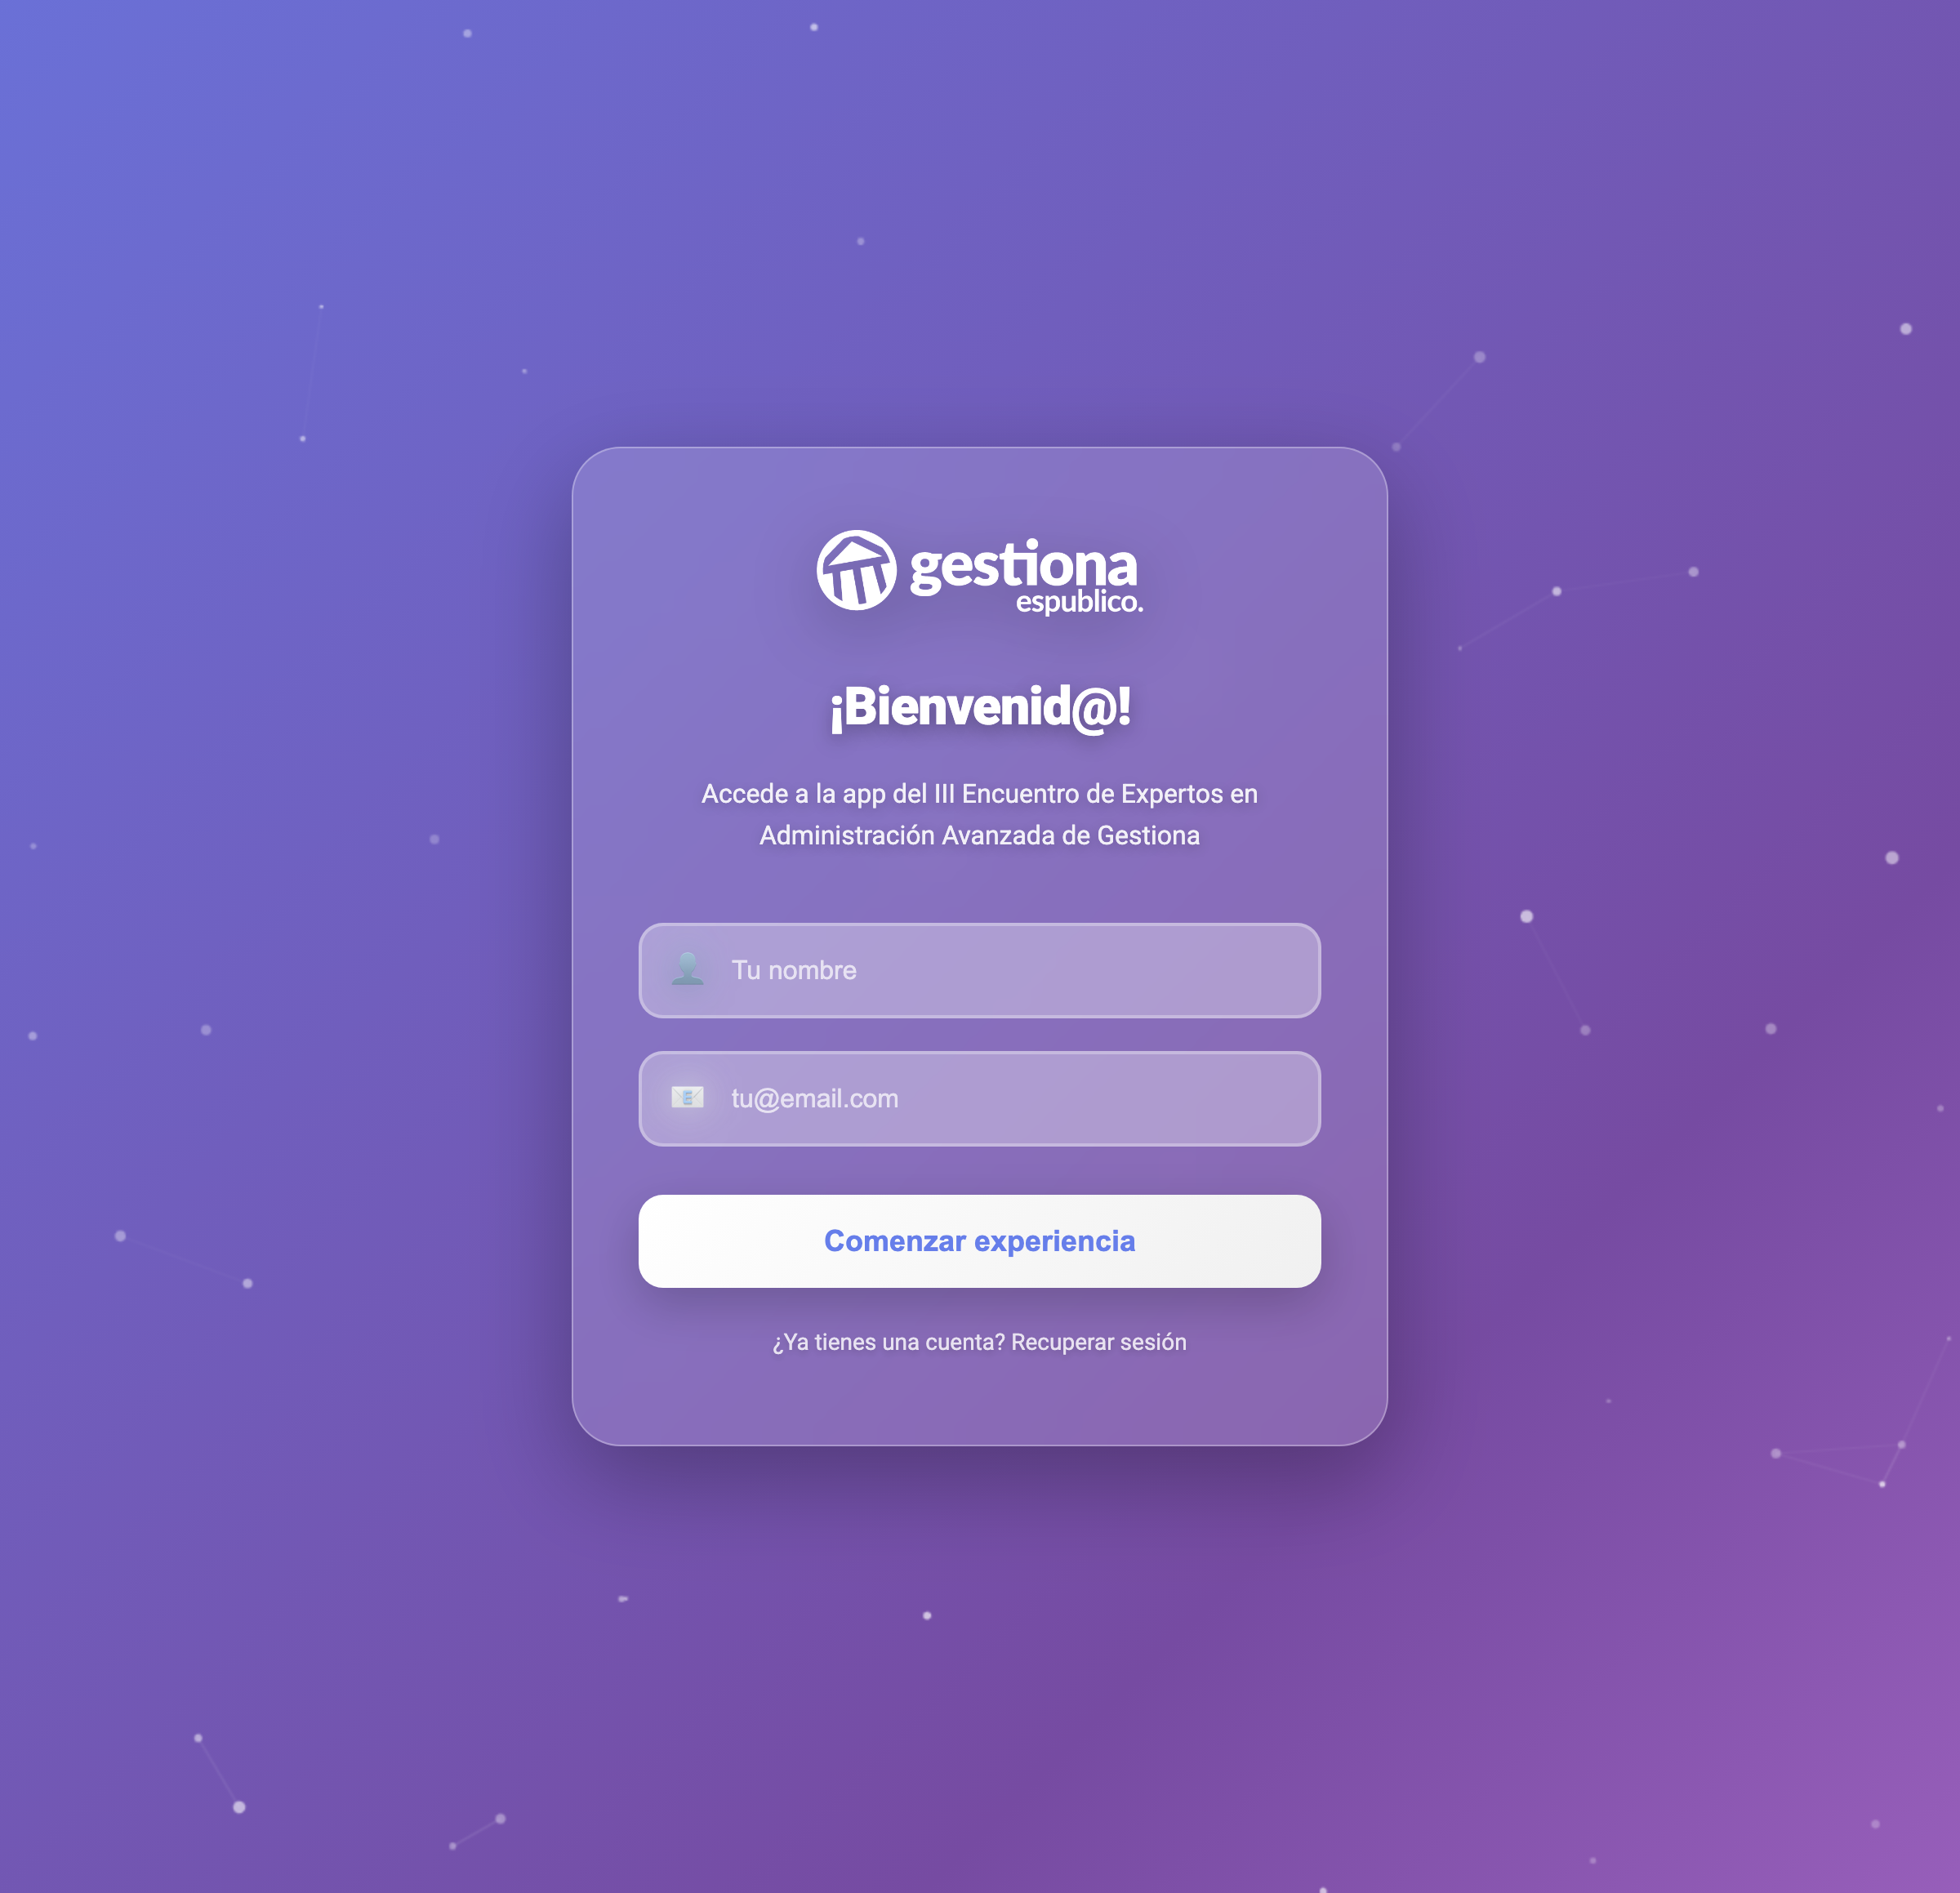 gestiona
espublico.
¡Bienvenid@!
Accede a la app del III Encuentro de Expertos en
Administración Avanzada de Gestiona
Tu nombre
tu@email.com
Comenzar experiencia
¿Ya tienes una cuenta? Recuperar sesión